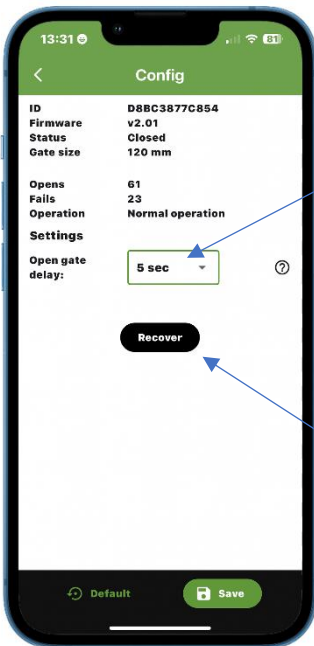 13:31 81
Config
ID D8BC3877C854
Firmware v2.01
Status Closed
Gate size 120 mm
Opens 61
Fails 23
Operation Normal operation
Settings
Open gate delay: 5 sec
Recover
Default Save